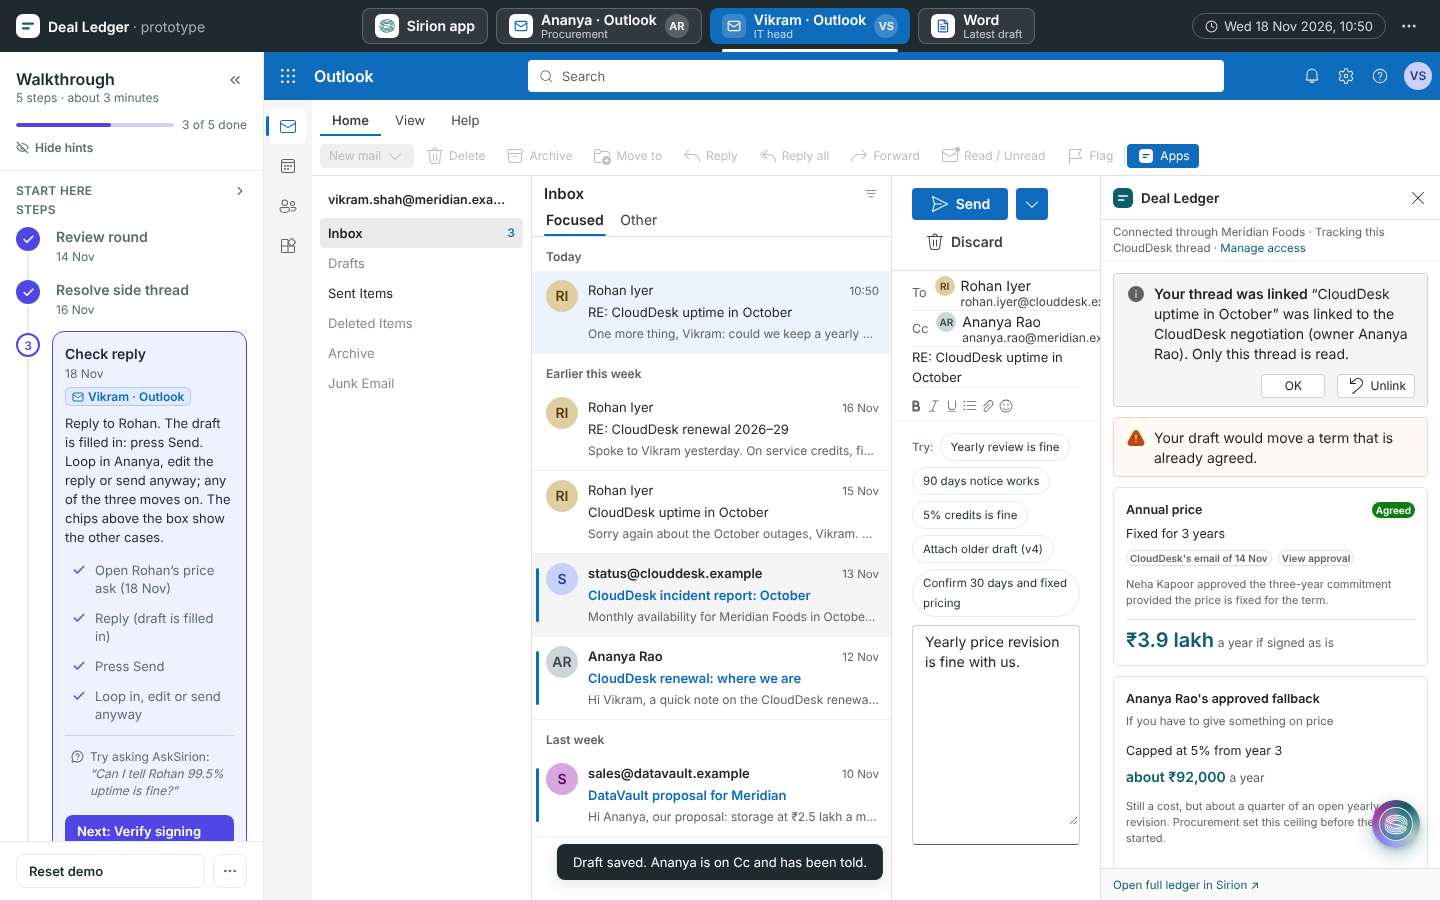 Deal Ledger · prototype
Sirion app
Ananya · Outlook
Procurement
AR
Vikram · Outlook
IT head
VS
Word
Latest draft
Wed 18 Nov 2026, 10:50
Walkthrough
5 steps · about 3 minutes
3 of 5 done
Hide hints
START HERE
STEPS
Review round
14 Nov
Resolve side thread
16 Nov
3
Check reply
18 Nov
Vikram · Outlook
Reply to Rohan. The draft
is filled in: press Send.
Loop in Ananya, edit the
reply or send anyway; any
of the three moves on. The
chips above the box show
the other cases.
Open Rohan's price
ask (18 Nov)
Reply (draft is filled
in)
Press Send
Loop in, edit or send
anyway
Try asking AskSirion:
“Can I tell Rohan 99.5%
uptime is fine?”
Next: Verify signing
Reset demo
Outlook
Search
VS
Home
View
Help
New mail
Delete
Archive
Move to
Reply
Reply all
Forward
Read / Unread
Flag
Apps
vikram.shah@meridian.exa...
Inbox
3
Drafts
Sent Items
Deleted Items
Archive
Junk Email
Inbox
Focused
Other
Today
RI
Rohan Iyer
10:50
RE: CloudDesk uptime in October
One more thing, Vikram: could we keep a yearly ...
Earlier this week
RI
Rohan Iyer
16 Nov
RE: CloudDesk renewal 2026–29
Spoke to Vikram yesterday. On service credits, fi...
RI
Rohan Iyer
15 Nov
CloudDesk uptime in October
Sorry again about the October outages, Vikram. ...
S
status@clouddesk.example
13 Nov
CloudDesk incident report: October
Monthly availability for Meridian Foods in Octobe...
AR
Ananya Rao
12 Nov
CloudDesk renewal: where we are
Hi Vikram, a quick note on the CloudDesk renewa...
Last week
S
sales@datavault.example
10 Nov
DataVault proposal for Meridian
Hi Ananya, our proposal: storage at ₹2.5 lakh a m...
Draft saved. Ananya is on Cc and has been told.
Send
Discard
To
RI
Rohan Iyer
rohan.iyer@clouddesk.ex
Cc
AR
Ananya Rao
ananya.rao@meridian.ex
RE: CloudDesk uptime in
October
B I U
Try:
Yearly review is fine
90 days notice works
5% credits is fine
Attach older draft (v4)
Confirm 30 days and fixed
pricing
Yearly price revision
is fine with us.
Deal Ledger
Connected through Meridian Foods · Tracking this
CloudDesk thread · Manage access
Your thread was linked “CloudDesk
uptime in October” was linked to the
CloudDesk negotiation (owner Ananya
Rao). Only this thread is read.
OK
Unlink
Your draft would move a term that is
already agreed.
Annual price
Agreed
Fixed for 3 years
CloudDesk's email of 14 Nov
View approval
Neha Kapoor approved the three-year commitment
provided the price is fixed for the term.
₹3.9 lakh a year if signed as is
Ananya Rao's approved fallback
If you have to give something on price
Capped at 5% from year 3
about ₹92,000 a year
Still a cost, but about a quarter of an open yearly
revision. Procurement set this ceiling before the
started.
Open full ledger in Sirion ↗